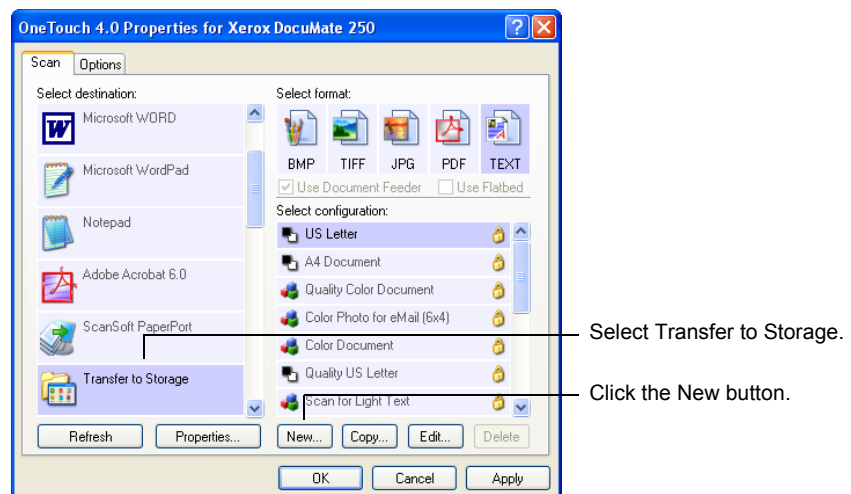 OneTouch 4.0 Properties for Xerox DocuMate 250
Scan Options
Select destination:
Microsoft WORD
Microsoft WordPad
Notepad
Adobe Acrobat 6.0
ScanSoft PaperPort
Transfer to Storage
Refresh Properties...
Select format:
BMP TIFF JPG PDF TEXT
Use Document Feeder Use Flatbed
Select configuration:
US Letter
A4 Document
Quality Color Document
Color Photo for eMail (6x4)
Color Document
Quality US Letter
Scan for Light Text
New... Copy... Edit... Delete
OK Cancel Apply
Select Transfer to Storage.
Click the New button.